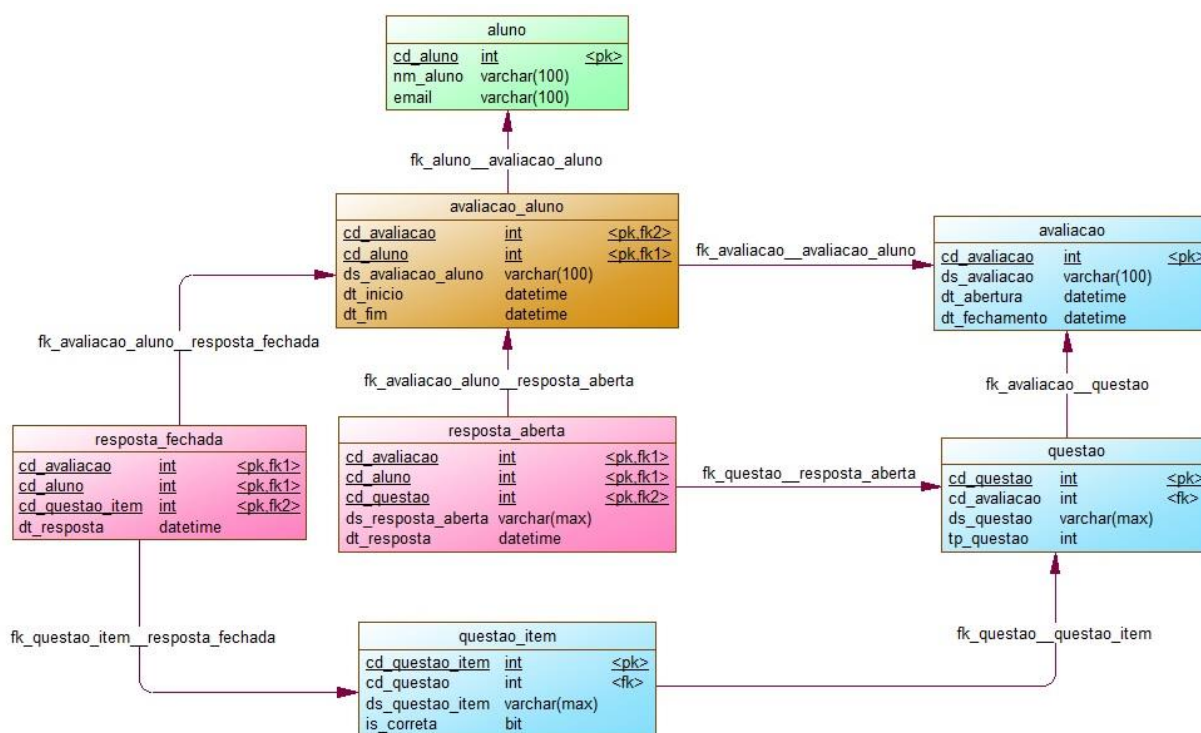 aluno
cd_aluno int <pk>
nm_aluno varchar(100)
email varchar(100)
fk_aluno__avaliacao_aluno
avaliacao_aluno
cd_avaliacao int <pk,fk2>
cd_aluno int <pk,fk1>
ds_avaliacao_aluno varchar(100)
dt_inicio datetime
dt_fim datetime
fk_avaliacao__avaliacao_aluno
avaliacao
cd_avaliacao int <pk>
ds_avaliacao varchar(100)
dt_abertura datetime
dt_fechamento datetime
fk_avaliacao_aluno__resposta_fechada
fk_avaliacao_aluno__resposta_aberta
fk_avaliacao__questao
resposta_fechada
cd_avaliacao int <pk,fk1>
cd_aluno int <pk,fk1>
cd_questao_item int <pk,fk2>
dt_resposta datetime
resposta_aberta
cd_avaliacao int <pk,fk1>
cd_aluno int <pk,fk1>
cd_questao int <pk,fk2>
ds_resposta_aberta varchar(max)
dt_resposta datetime
fk_questao__resposta_aberta
questao
cd_questao int <pk>
cd_avaliacao int <fk>
ds_questao varchar(max)
tp_questao int
fk_questao_item__resposta_fechada
questao_item
cd_questao_item int <pk>
cd_questao int <fk>
ds_questao_item varchar(max)
is_correta bit
fk_questao__questao_item